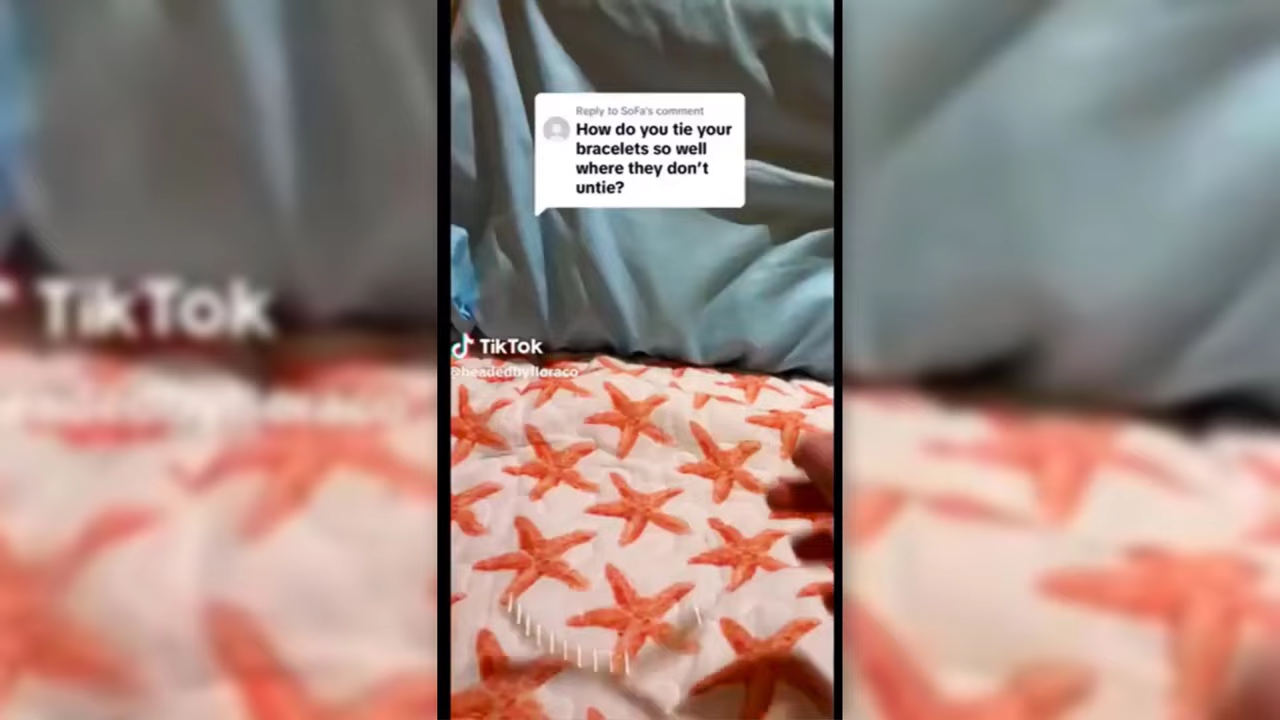 Reply to SoFa's comment
How do you tie your
bracelets so well
where they don't
untie?
TikTok
TikTok